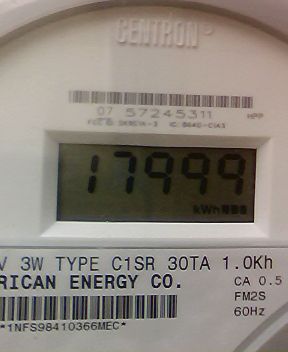 CENTRON
07 57245311 HPP
17999
kWh
V 3W TYPE C1SR 30TA 1.0Kh
RICAN ENERGY CO. CA 0.5
FM2S
*1NFS98410366MEC* 60Hz